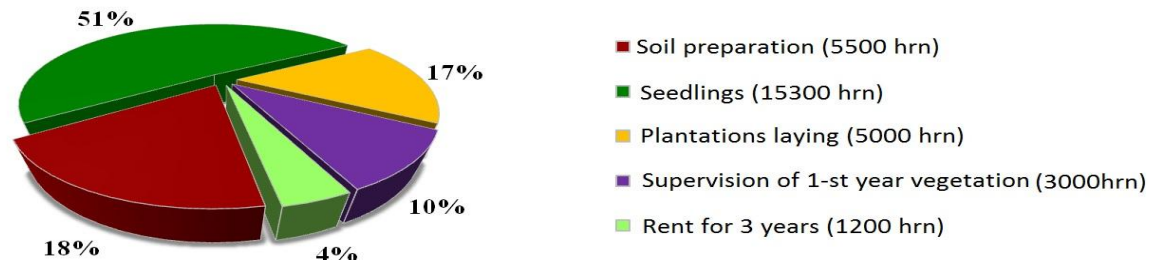 51%
17%
10%
4%
18%
Soil preparation (5500 hrn)
Seedlings (15300 hrn)
Plantations laying (5000 hrn)
Supervision of 1-st year vegetation (3000hrn)
Rent for 3 years (1200 hrn)